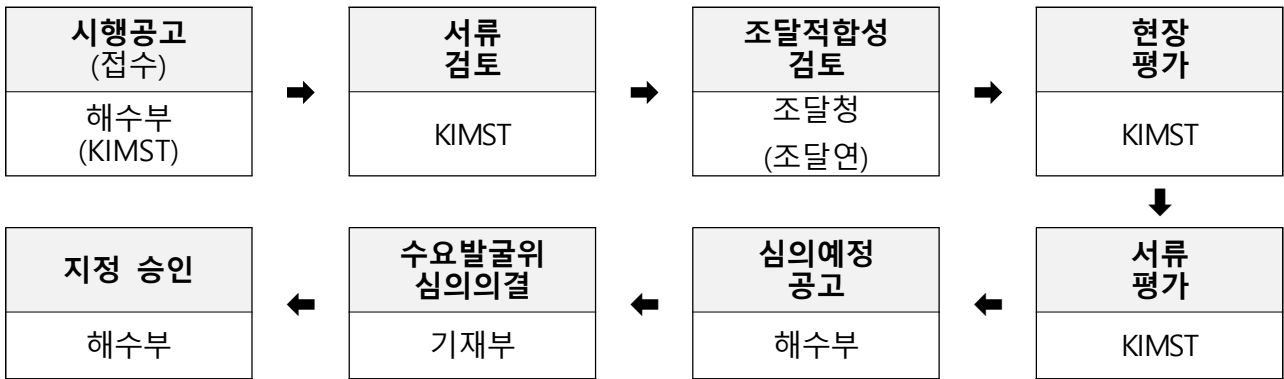 시행공고
(접수)
해수부
(KIMST)
서류
검토
KIMST
조달적합성
검토
조달청
(조달연)
현장
평가
KIMST
서류
평가
KIMST
심의예정
공고
해수부
수요발굴위
심의의결
기재부
지정 승인
해수부